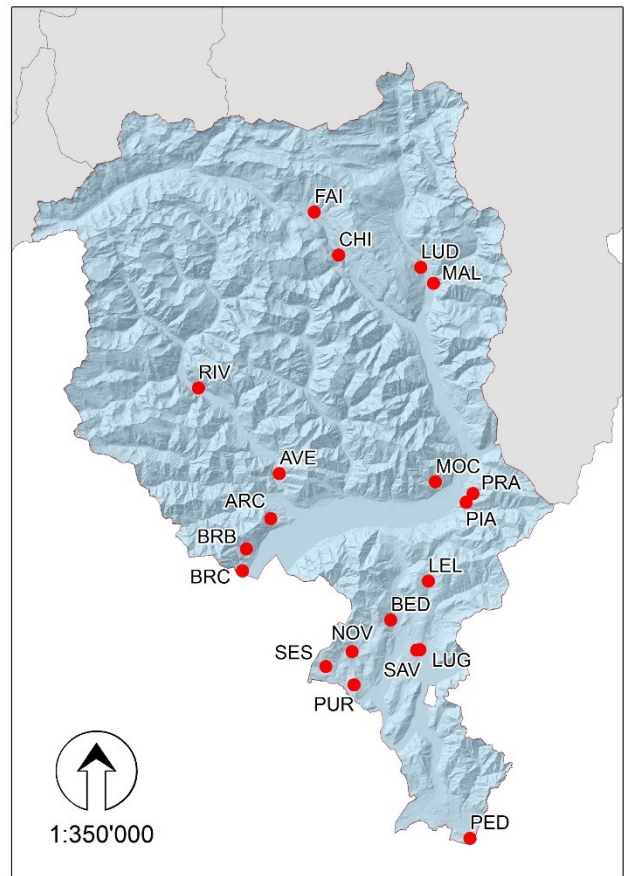 FAI
CHI
LUD
MAL
RIV
AVE
MOC
PRA
ARC
PIA
BRB
BRC
LEL
BED
NOV
SES
SAV
LUG
PUR
PED
1:350'000